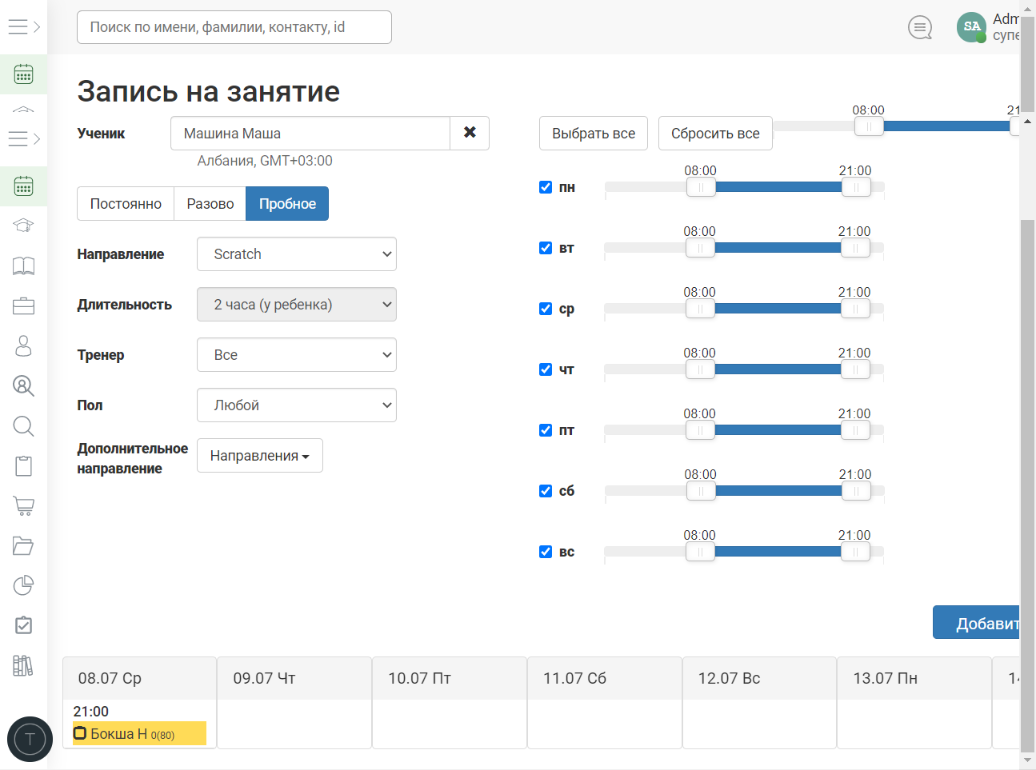 Поиск по имени, фамилии, контакту, id
SA
Adm
супе
Запись на занятие
Ученик
Машина Маша
Албания, GMT+03:00
Постоянно
Разово
Пробное
Направление
Scratch
Длительность
2 часа (у ребенка)
Тренер
Все
Пол
Любой
Дополнительное
направление
Направления
Выбрать все
Сбросить все
08:00
21
пн 08:00 21:00
вт 08:00 21:00
ср 08:00 21:00
чт 08:00 21:00
пт 08:00 21:00
сб 08:00 21:00
вс 08:00 21:00
Добавит
08.07 Ср
09.07 Чт
10.07 Пт
11.07 Сб
12.07 Вс
13.07 Пн
21:00
Бокша Н 0(80)
T